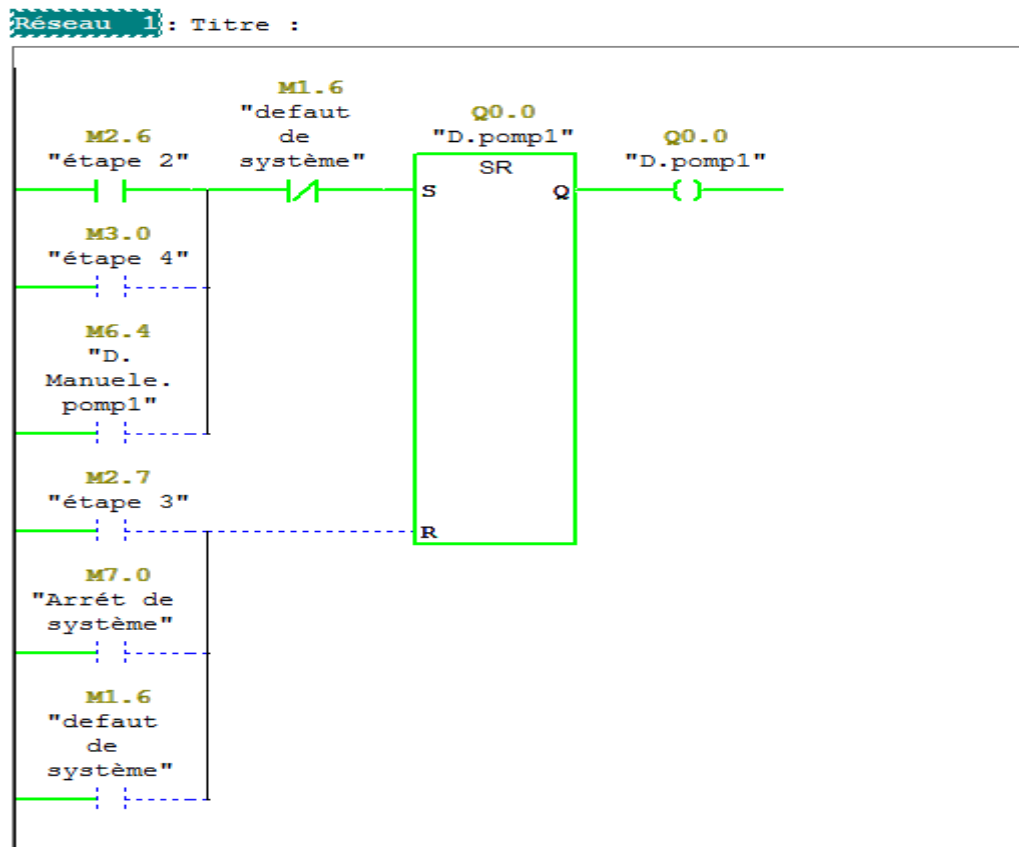 Réseau 1 : Titre :
M1.6
"defaut
de
système"
Q0.0
"D.pomp1"
SR
Q0.0
"D.pomp1"
M2.6
"étape 2"
S
Q
M3.0
"étape 4"
M6.4
"D.
Manuele.
pomp1"
M2.7
"étape 3"
R
M7.0
"Arrét de
système"
M1.6
"defaut
de
système"